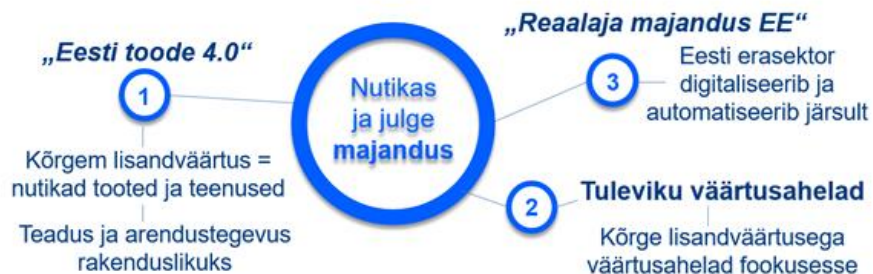 „Eesti toode 4.0“
1
Kõrgem lisandväärtus =
nutikad tooted ja teenused
Teadus ja arendustegevus
rakenduslikuks
Nutikas
ja julge
majandus
„Reaalaja majandus EE“
3
Eesti erasektor
digitaliseerib ja
automatiseerib järsult
2
Tuleviku väärtusahelad
Kõrge lisandväärtusega
väärtusahelad fookusesse